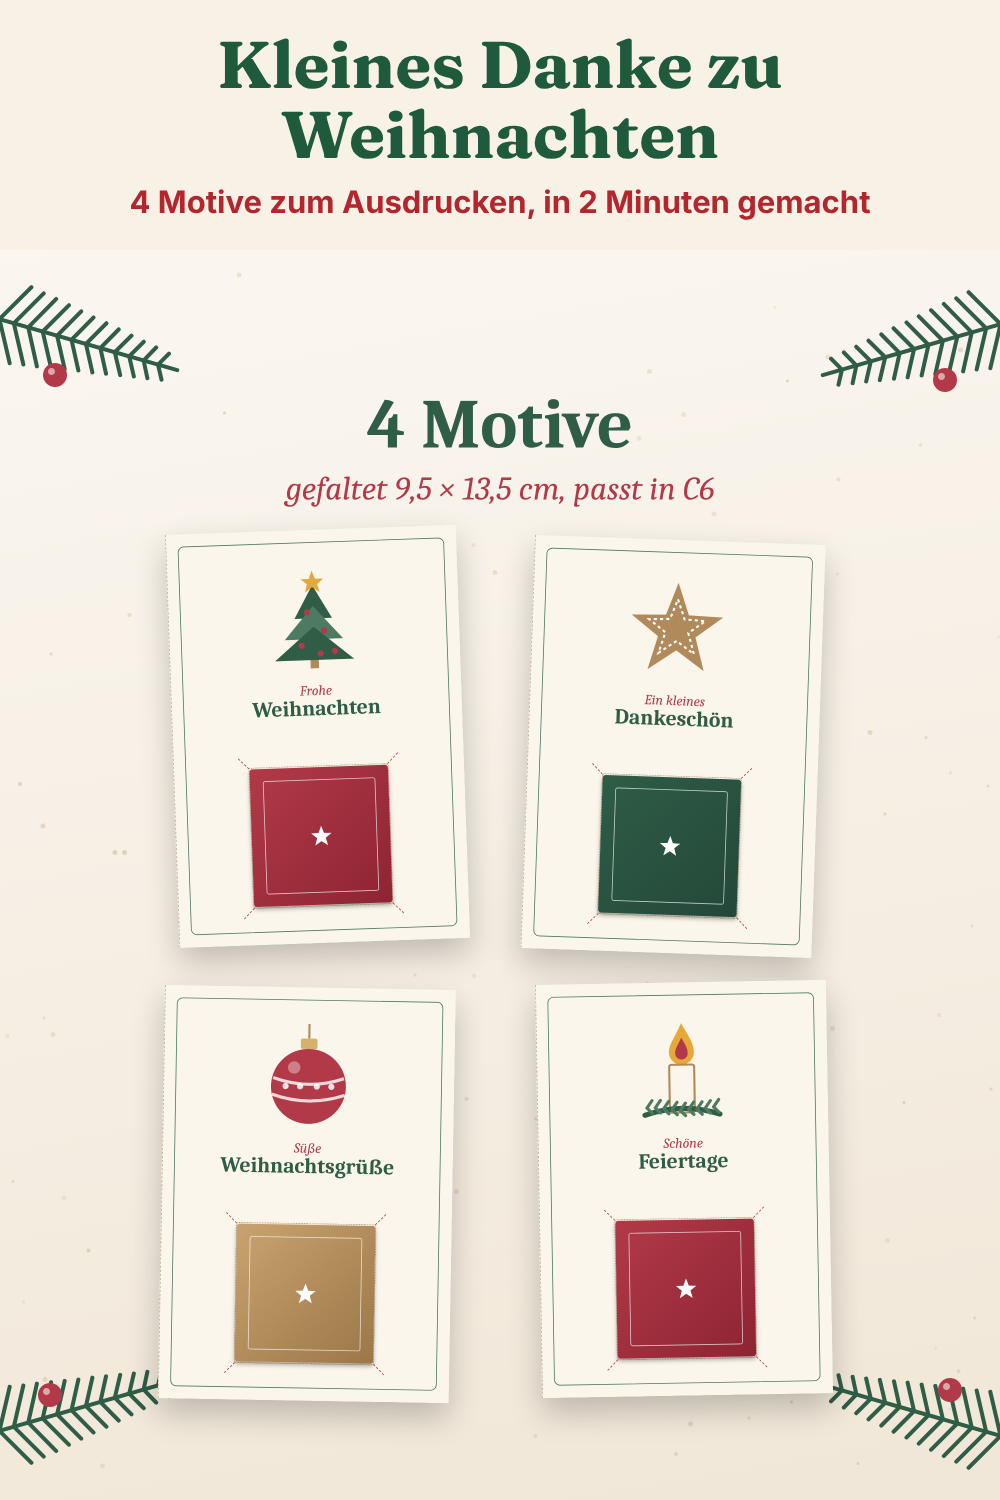 Kleines Danke zu
Weihnachten
4 Motive zum Ausdrucken, in 2 Minuten gemacht
4 Motive
gefaltet 9,5 × 13,5 cm, passt in C6
Frohe
Weihnachten
Ein kleines
Dankeschön
Süße
Weihnachtsgrüße
Schöne
Feiertage